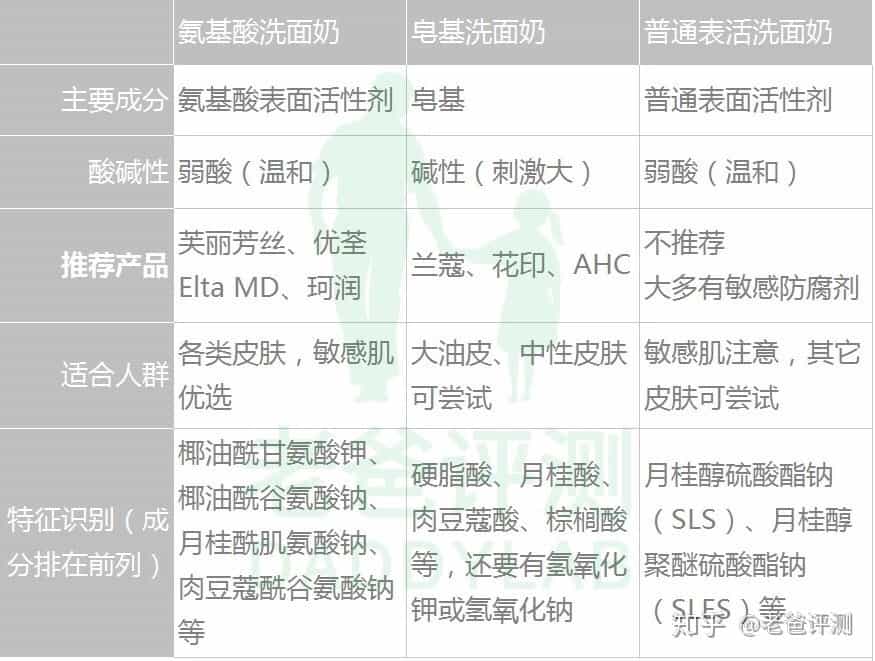 氨基酸洗面奶 皂基洗面奶 普通表活洗面奶
主要成分 氨基酸表面活性剂 皂基 普通表面活性剂
酸碱性 弱酸（温和） 碱性（刺激大） 弱酸（温和）
推荐产品
芙丽芳丝、优荃
Elta MD、珂润
兰蔻、花印、AHC
不推荐
大多有敏感防腐剂
适合人群
各类皮肤，敏感肌
优选
大油皮、中性皮肤
可尝试
敏感肌注意，其它
皮肤可尝试
特征识别（成
分排在前列）
椰油酰甘氨酸钾、
椰油酰谷氨酸钠、
月桂酰肌氨酸钠、
肉豆蔻酰谷氨酸钠
等
硬脂酸、月桂酸、
肉豆蔻酸、棕榈酸
等，还要有氢氧化
钾或氢氧化钠
月桂醇硫酸酯钠
（SLS）、月桂醇
聚醚硫酸酯钠
（SLES）等
老爸评测
DADDYLAB
知乎 @老爸评测